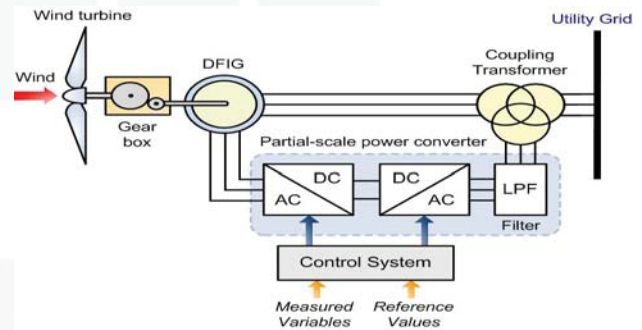 Utility Grid
Wind turbine
DFIG
Coupling
Transformer
Wind
Gear
box
Partial-scale power converter
DC
AC
DC
AC
LPF
Filter
Control System
Measured
Variables
Reference
Values